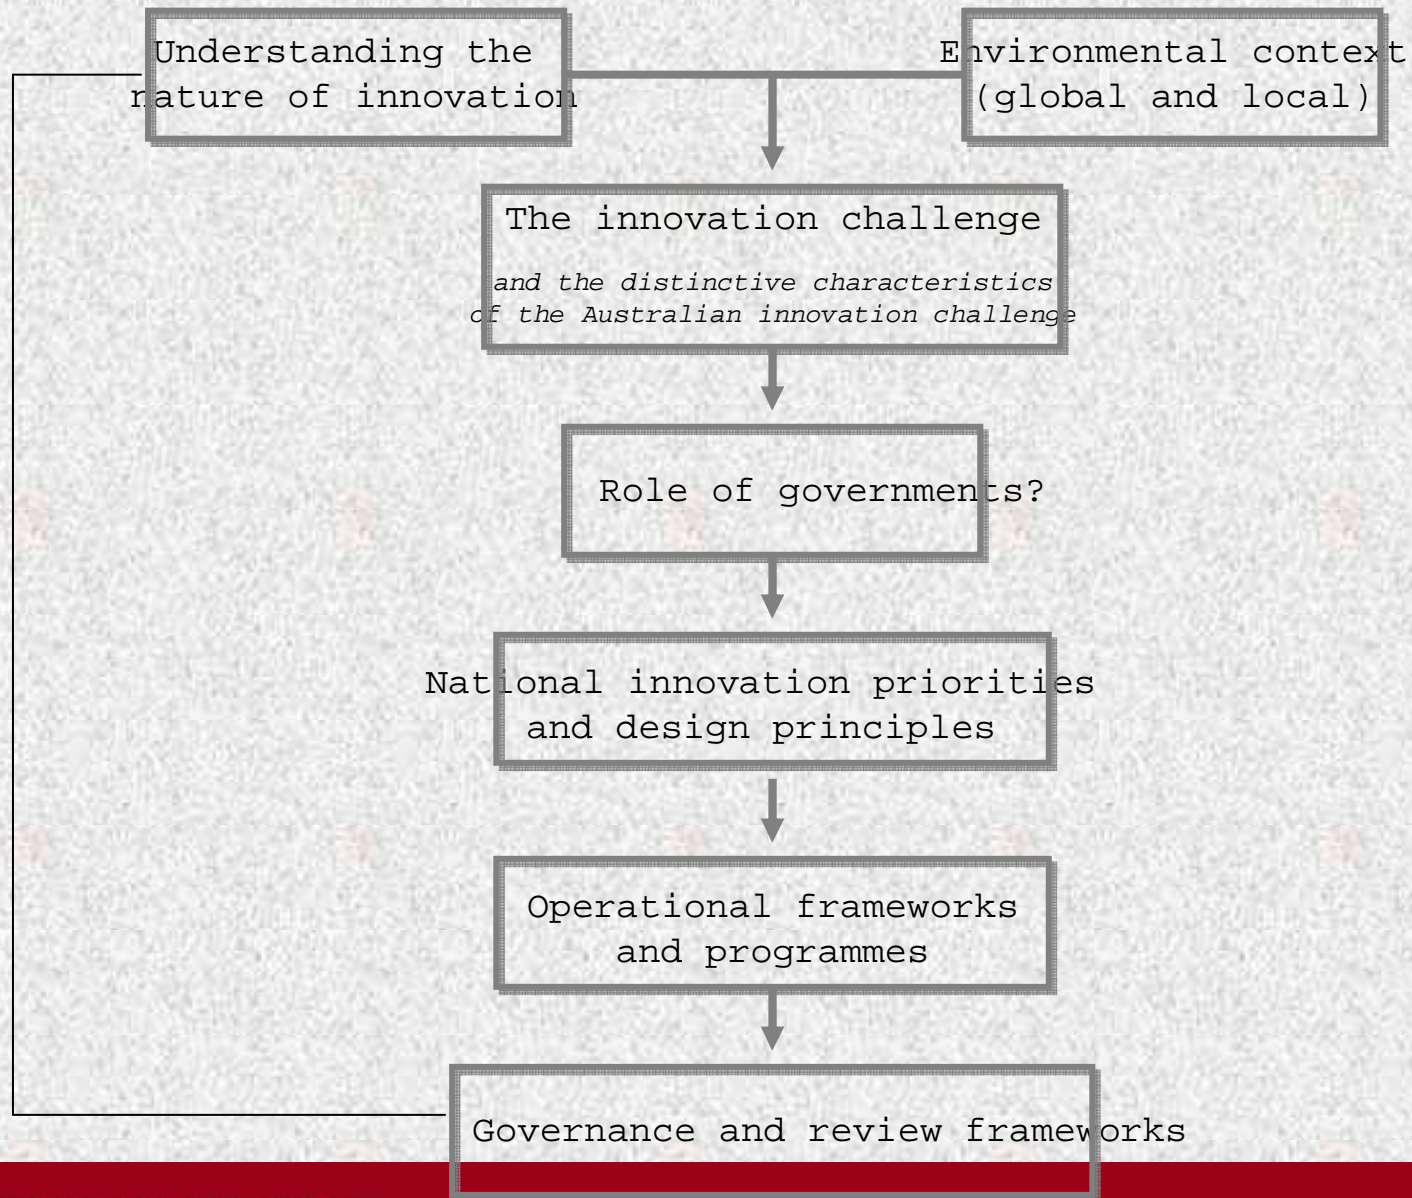 Understanding the
nature of innovation
Environmental context
(global and local)
The innovation challenge
and the distinctive characteristics
of the Australian innovation challenge
Role of governments?
National innovation priorities
and design principles
Operational frameworks
and programmes
Governance and review frameworks